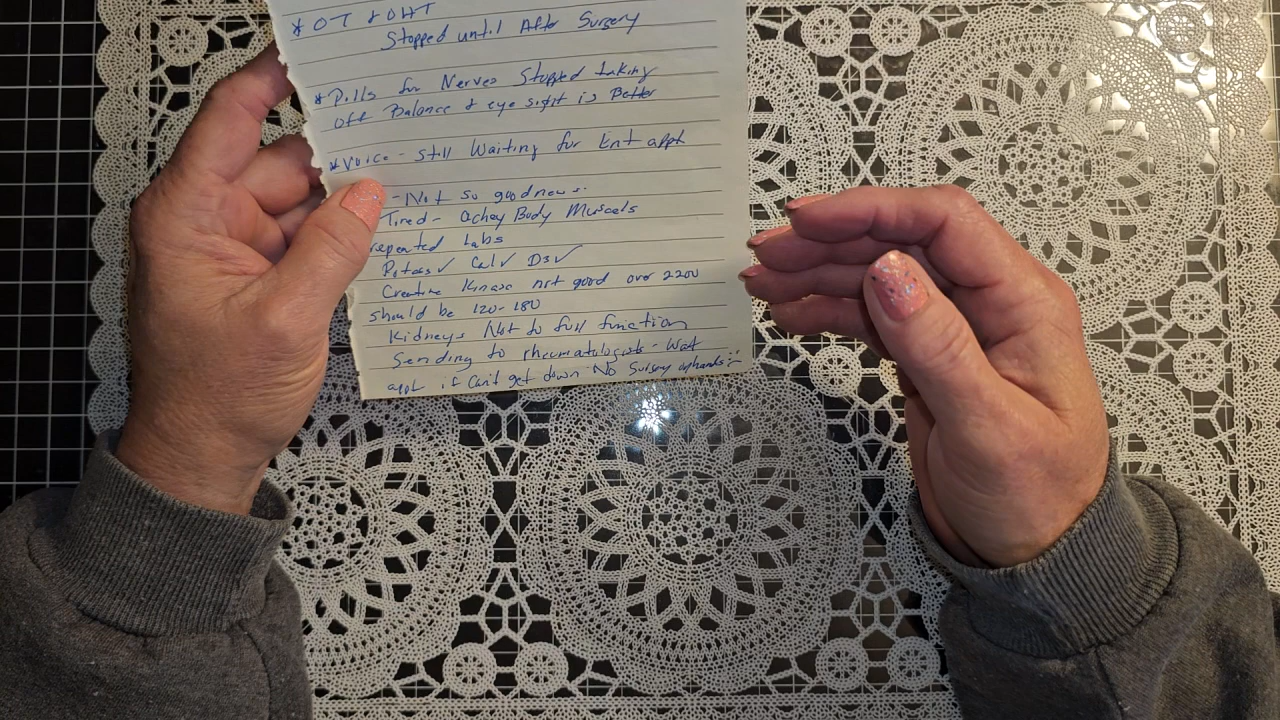 * OT & OHT
Stopped until After Surgery
* Pills for Nerves Stopped taking
off Balance & eye sight is Better
* Voice - Still Waiting for Ent appt
- Not so good news.
Tired - Achey Body Muscels
repeated Labs
Potass ✓ Cal ✓ D3 ✓
Creatine Kinase not good over 2200
should be 120-180
Kidneys Not to full function
Sending to rheumatologists - Wait
appt if Can't get down No Surgery